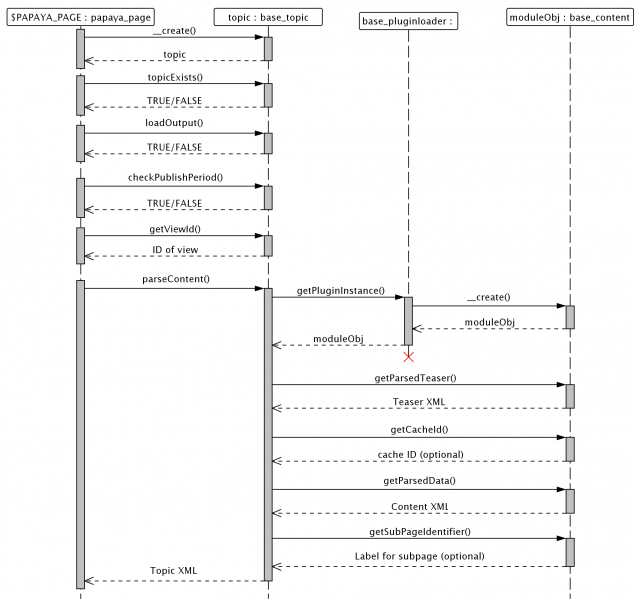 $PAPAYA_PAGE : papaya_page
topic : base_topic
base_pluginloader :
moduleObj : base_content
__create()
topic
topicExists()
TRUE/FALSE
loadOutput()
TRUE/FALSE
checkPublishPeriod()
TRUE/FALSE
getViewId()
ID of view
parseContent()
getPluginInstance()
__create()
moduleObj
moduleObj
getParsedTeaser()
Teaser XML
getCacheId()
cache ID (optional)
getParsedData()
Content XML
getSubPageIdentifier()
Label for subpage (optional)
Topic XML